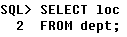 SQL> SELECT loc
  2  FROM dept;